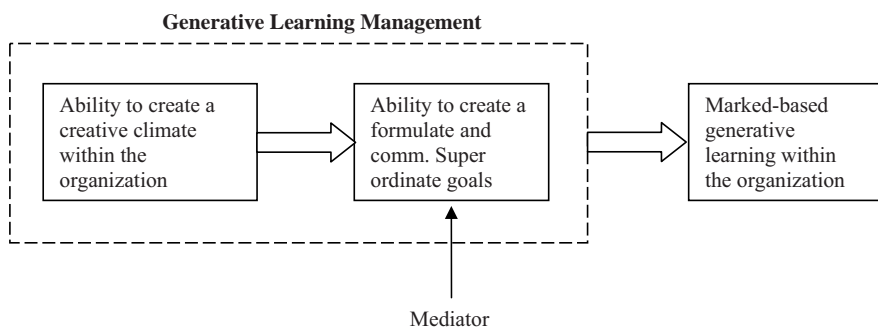 Generative Learning Management
Ability to create a
creative climate
within the
organization
Ability to create a
formulate and
comm. Super
ordinate goals
Marked-based
generative
learning within
the organization
Mediator